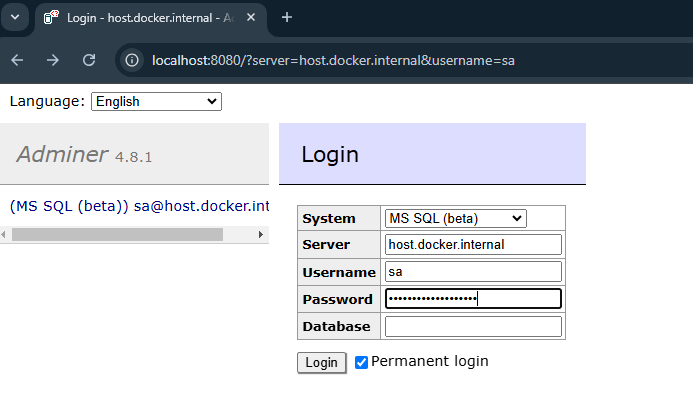 Login - host.docker.internal - Ad
localhost:8080/?server=host.docker.internal&username=sa
Language: English
Adminer 4.8.1
(MS SQL (beta)) sa@host.docker.int
Login
System MS SQL (beta)
Server host.docker.internal
Username sa
Password •••••••••••••••••••
Database
Login Permanent login